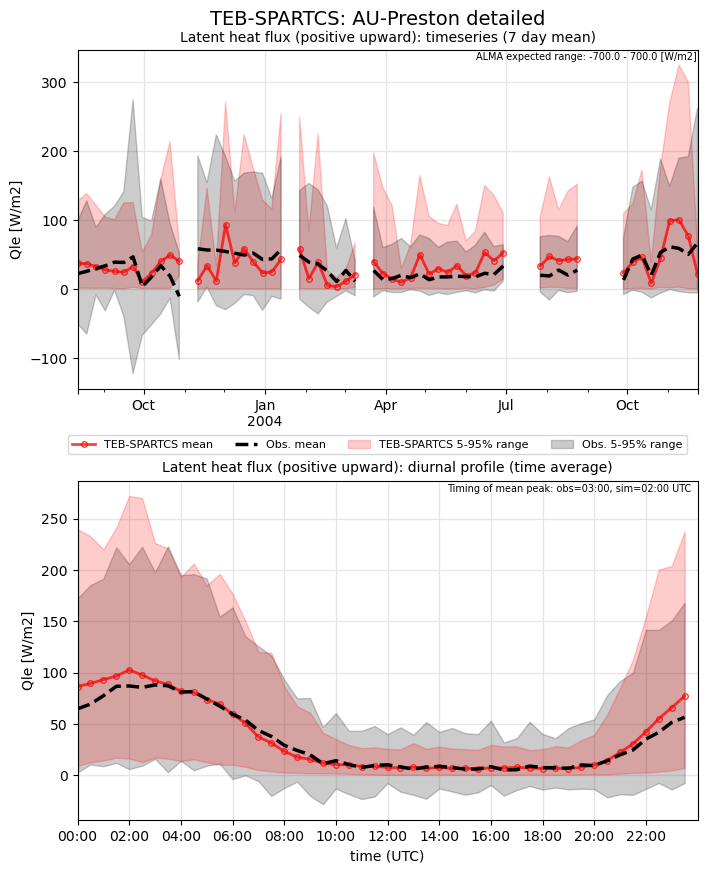 TEB-SPARTCS: AU-Preston detailed
Latent heat flux (positive upward): timeseries (7 day mean)
ALMA expected range: -700.0 - 700.0 [W/m2]
Qle [W/m2]
300
200
100
0
−100
Oct
Jan
2004
Apr
Jul
Oct
TEB-SPARTCS mean
Obs. mean
TEB-SPARTCS 5-95% range
Obs. 5-95% range
Latent heat flux (positive upward): diurnal profile (time average)
Timing of mean peak: obs=03:00, sim=02:00 UTC
Qle [W/m2]
250
200
150
100
50
0
00:00
02:00
04:00
06:00
08:00
10:00
12:00
14:00
16:00
18:00
20:00
22:00
time (UTC)